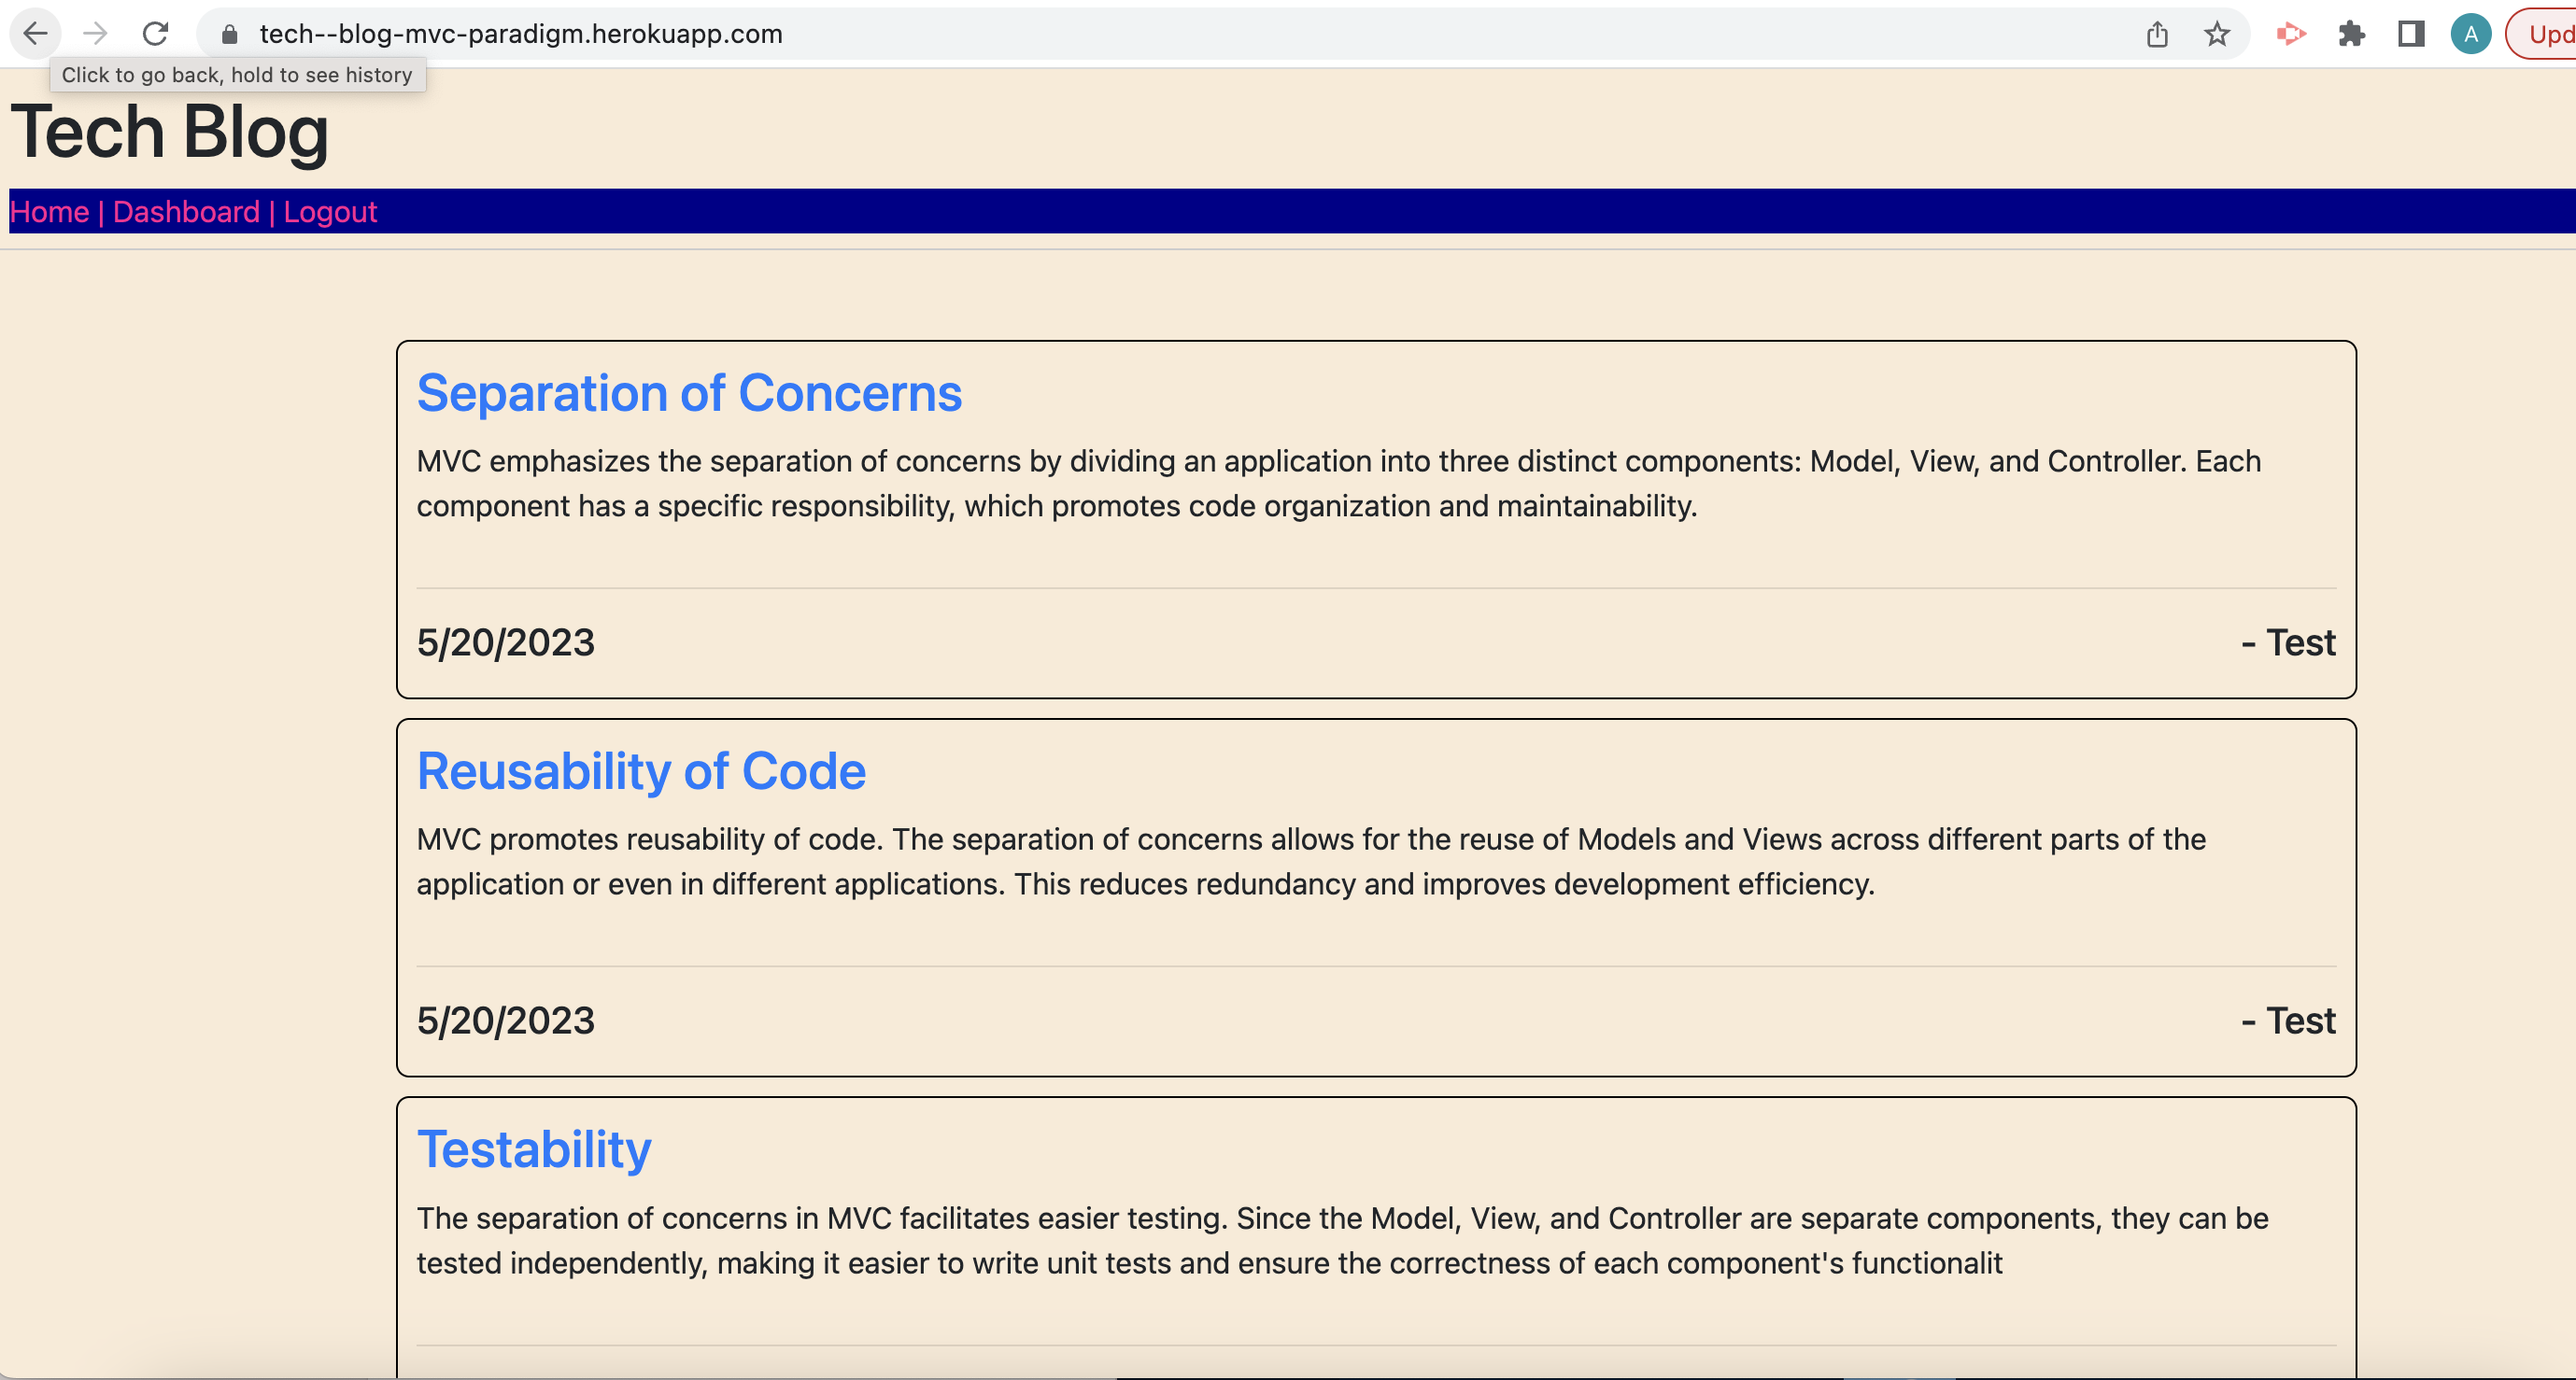 tech--blog-mvc-paradigm.herokuapp.com
A
Upd
Click to go back, hold to see history
Tech Blog
Home | Dashboard | Logout
Separation of Concerns
MVC emphasizes the separation of concerns by dividing an application into three distinct components: Model, View, and Controller. Each
component has a specific responsibility, which promotes code organization and maintainability.
5/20/2023
- Test
Reusability of Code
MVC promotes reusability of code. The separation of concerns allows for the reuse of Models and Views across different parts of the
application or even in different applications. This reduces redundancy and improves development efficiency.
5/20/2023
- Test
Testability
The separation of concerns in MVC facilitates easier testing. Since the Model, View, and Controller are separate components, they can be
tested independently, making it easier to write unit tests and ensure the correctness of each component's functionalit